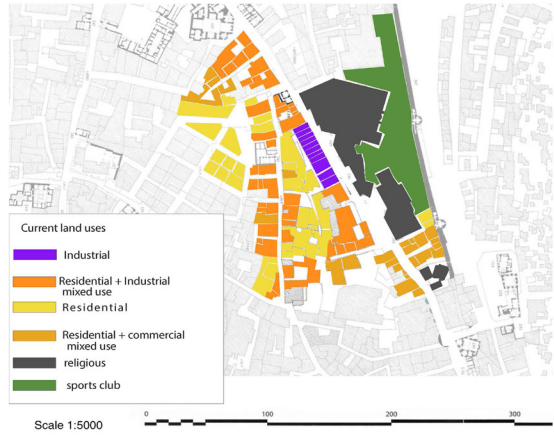 Current land uses
Industrial
Residential + Industrial
mixed use
Residential
Residential + commercial
mixed use
religious
sports club
Scale 1:5000
0
100
200
300